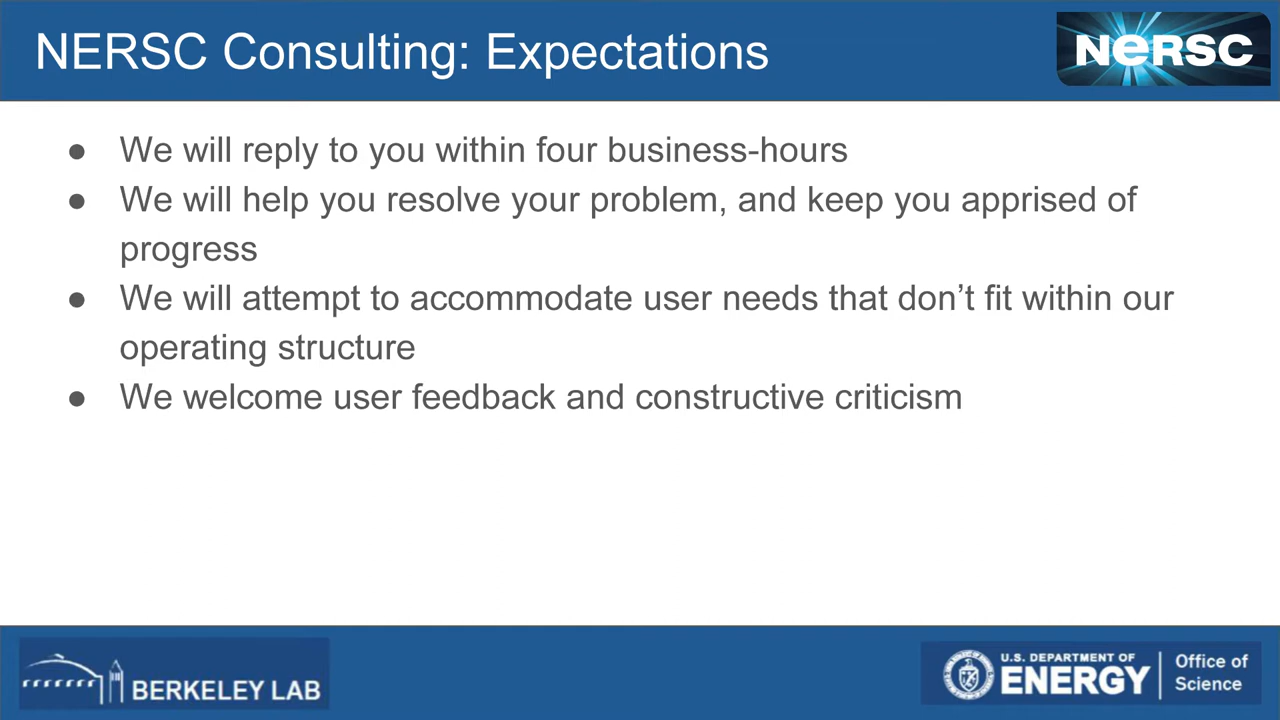 NERSC Consulting: Expectations
NERSC
● We will reply to you within four business-hours
● We will help you resolve your problem, and keep you apprised of
progress
● We will attempt to accommodate user needs that don’t fit within our
operating structure
● We welcome user feedback and constructive criticism
BERKELEY LAB
U.S. DEPARTMENT OF
ENERGY
Office of
Science